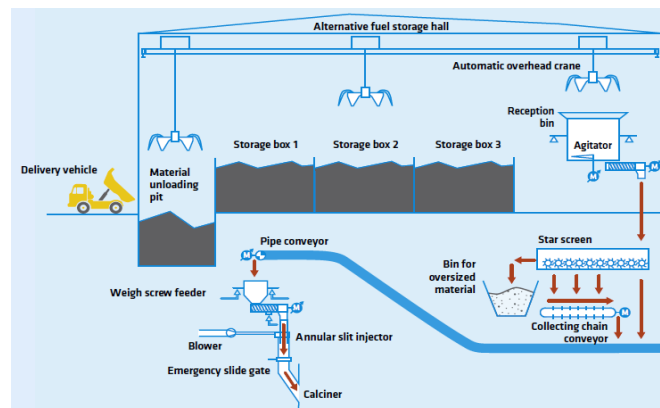 Alternative fuel storage hall
Automatic overhead crane
Reception
bin
Agitator
Storage box 1
Storage box 2
Storage box 3
Delivery vehicle
Material
unloading
pit
M
M
Pipe conveyor
M
Star screen
Bin for
oversized
material
Weigh screw feeder
M
M
Collecting chain
conveyor
Blower
Annular slit injector
Emergency slide gate
Calciner